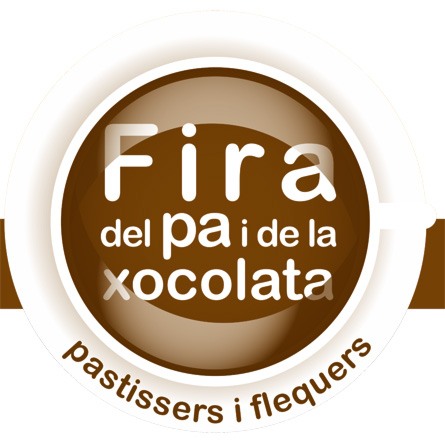 Fira
del pa i de la
xocolata
pastissers i flequers